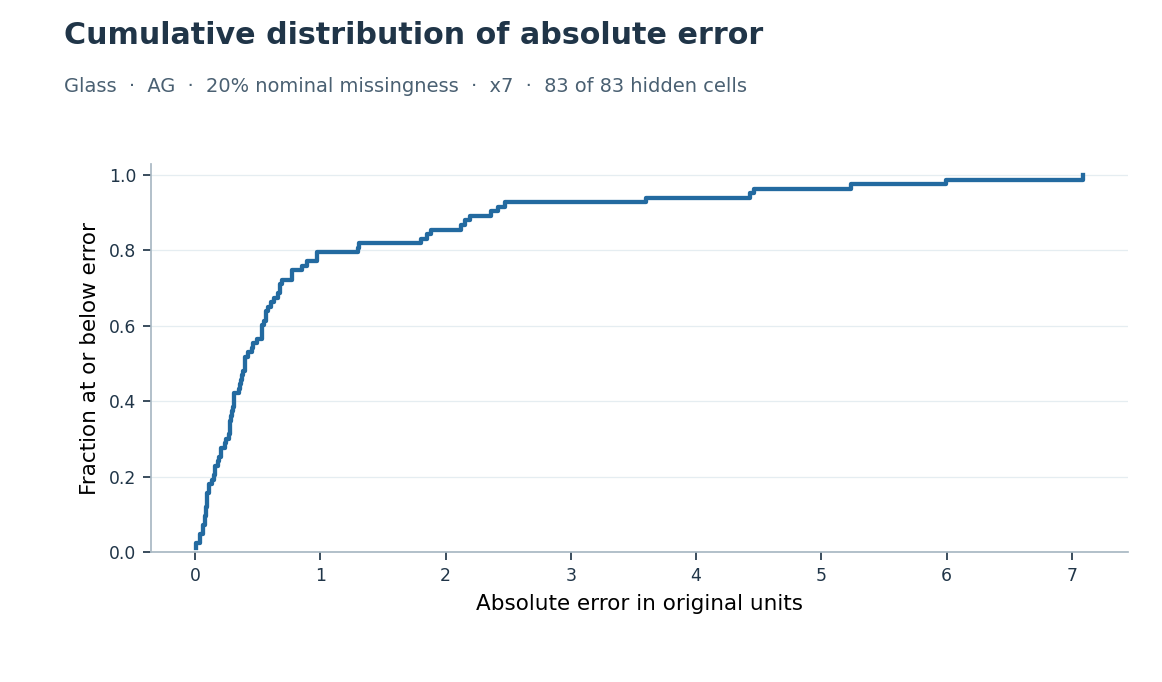 Cumulative distribution of absolute error
Glass · AG · 20% nominal missingness · x7 · 83 of 83 hidden cells
Fraction at or below error
1.0
0.8
0.6
0.4
0.2
0.0
0 1 2 3 4 5 6 7
Absolute error in original units